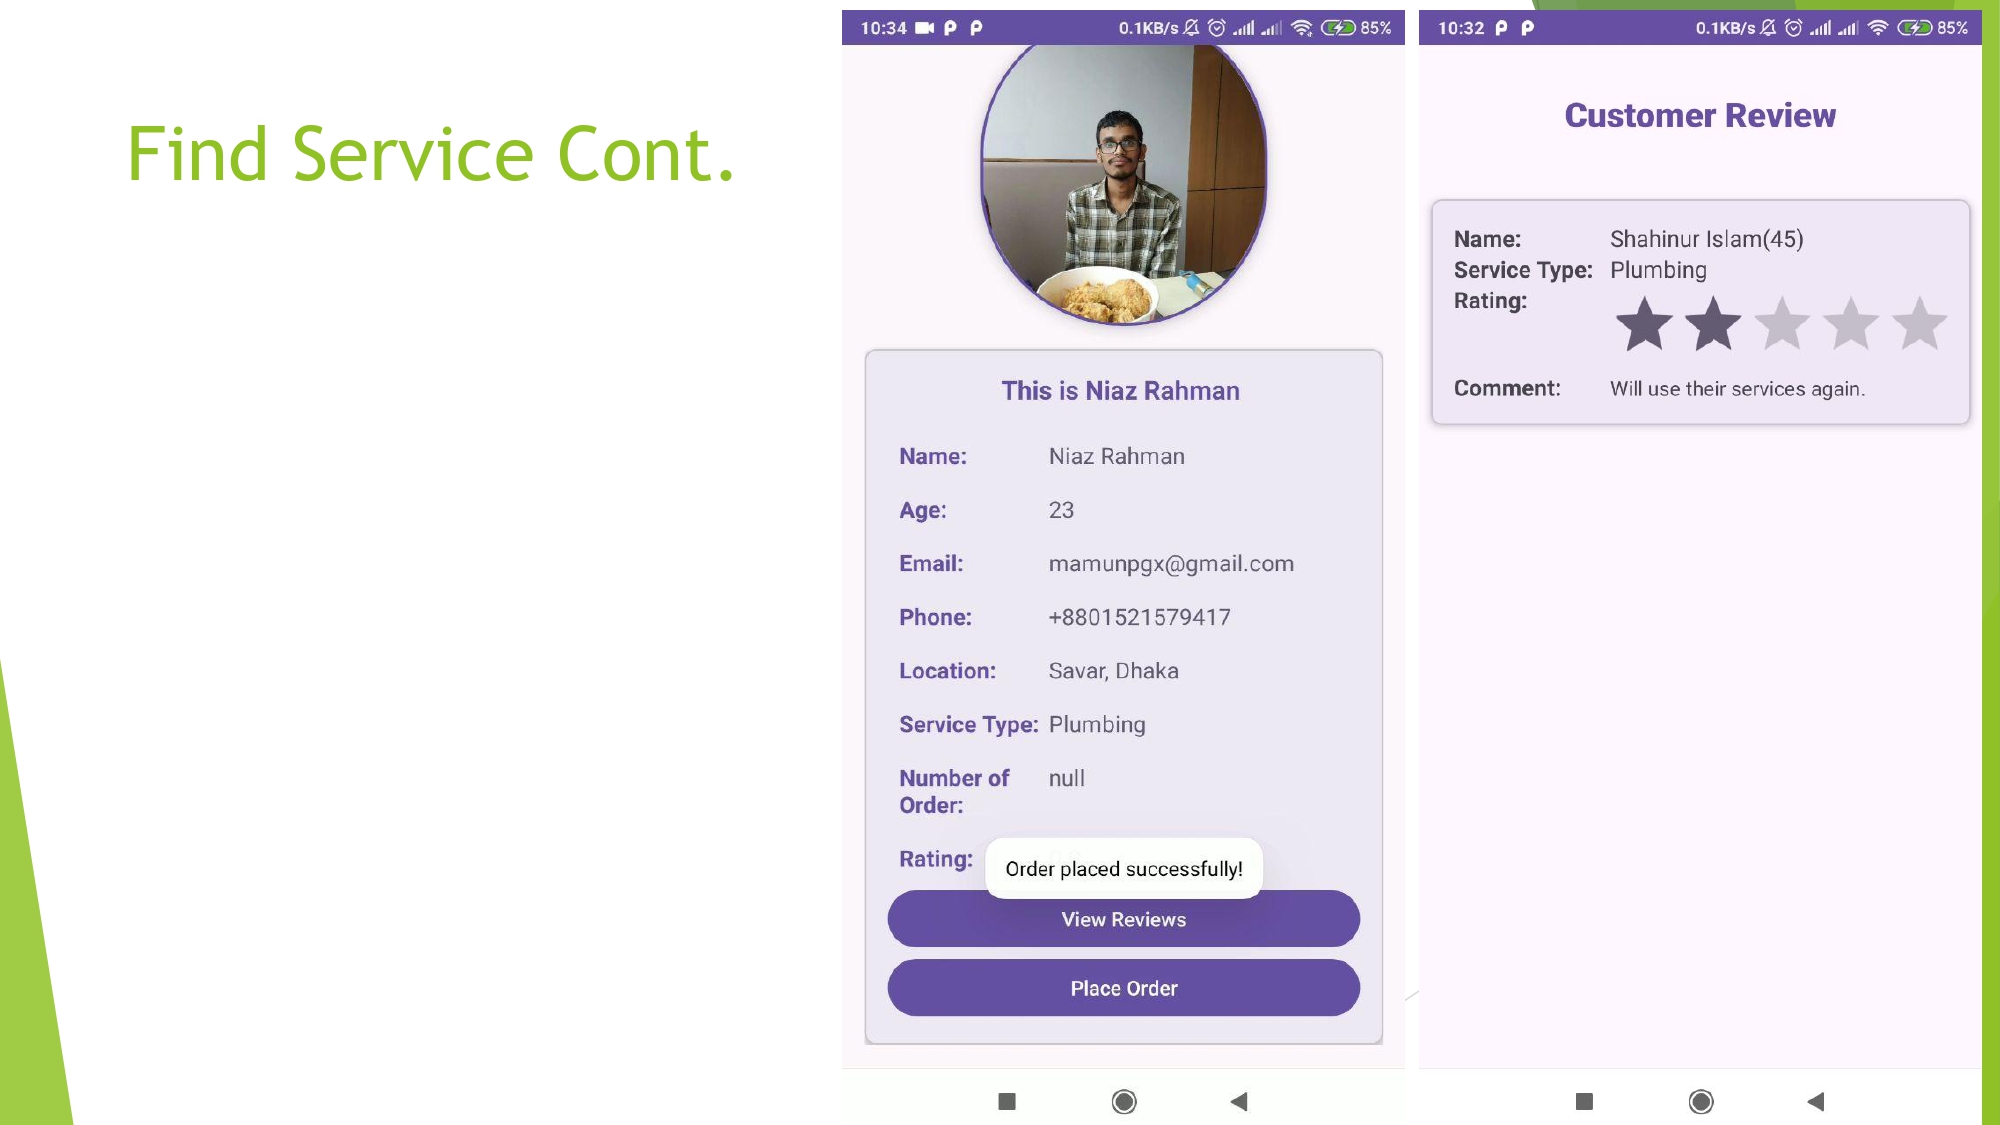 Find Service Cont.
10:34 P P 0.1KB/s 85%
This is Niaz Rahman
Name: Niaz Rahman
Age: 23
Email: mamunpgx@gmail.com
Phone: +8801521579417
Location: Savar, Dhaka
Service Type: Plumbing
Number of Order: null
Rating:
Order placed successfully!
View Reviews
Place Order
10:32 P P 0.1KB/s 85%
Customer Review
Name: Shahinur Islam(45)
Service Type: Plumbing
Rating:
Comment: Will use their services again.